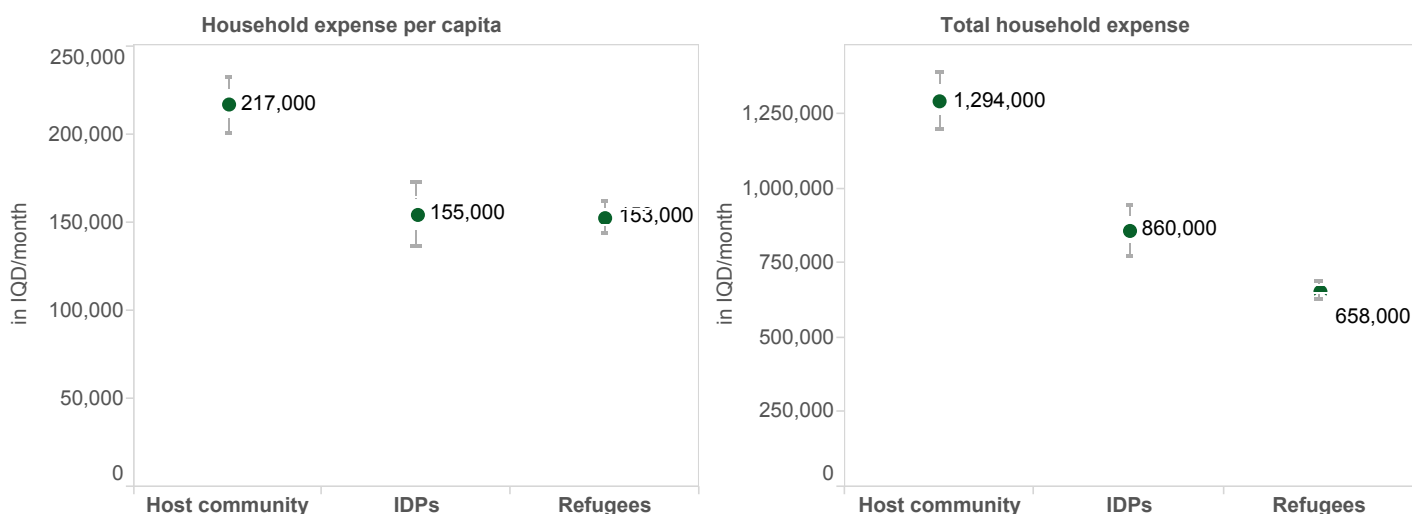 Household expense per capita
250,000
200,000
150,000
100,000
50,000
0
in IQD/month
217,000
155,000
153,000
Host community
IDPs
Refugees
Total household expense
1,250,000
1,000,000
750,000
500,000
250,000
0
in IQD/month
1,294,000
860,000
658,000
Host community
IDPs
Refugees